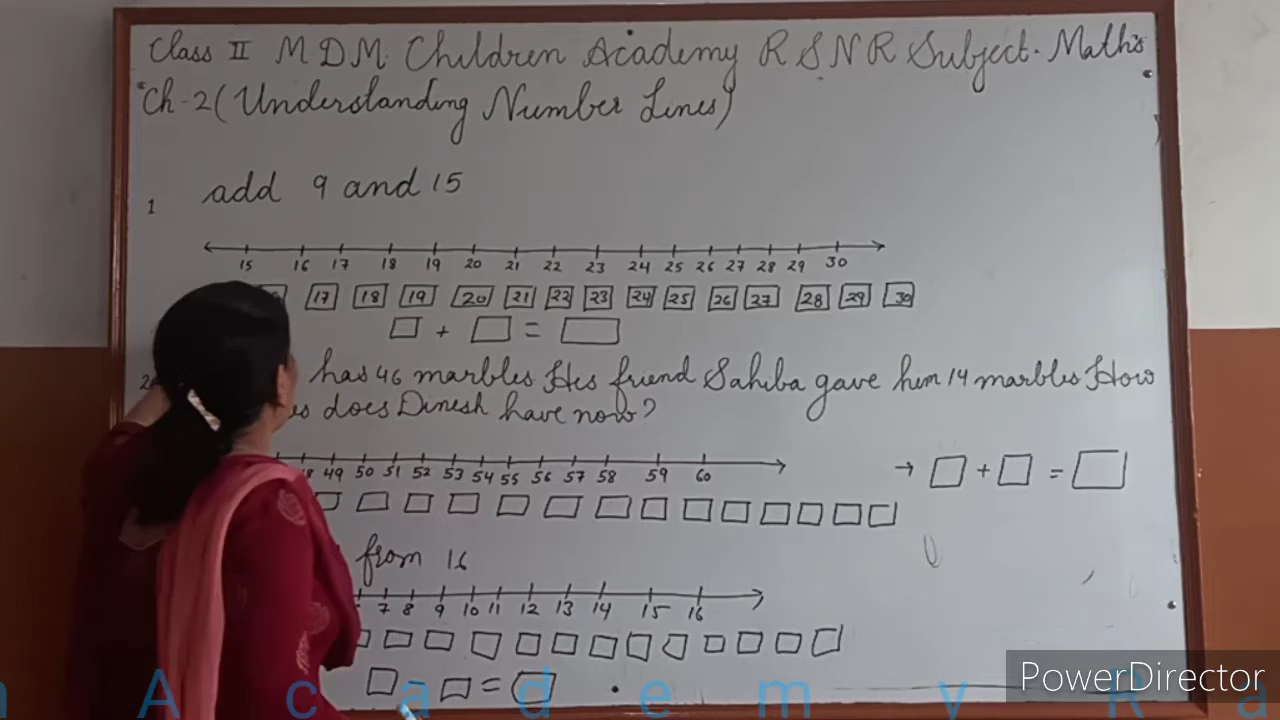 Class II M D M. Children Academy R S N R Subject. Maths
Ch-2 (Understanding Number Lines)
1 add 9 and 15
15 16 17 18 19 20 21 22 23 24 25 26 27 28 29 30
17 18 19 20 21 22 23 24 25 26 27 28 29 30
+ =
2 has 46 marbles His friend Sahiba gave him 14 marbles How
does Dinesh have now?
49 50 51 52 53 54 55 56 57 58 59 60
→ + =
from 16
7 8 9 10 11 12 13 14 15 16
- =
A c a d e m y R a
PowerDirector